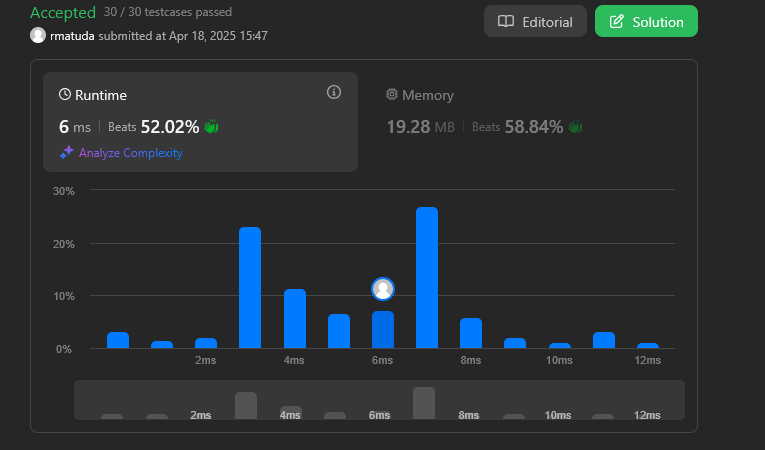 Accepted 30 / 30 testcases passed
Editorial
Solution
rmatuda submitted at Apr 18, 2025 15:47
Runtime
6 ms | Beats 52.02%
Analyze Complexity
Memory
19.28 MB | Beats 58.84%
30%
20%
10%
0%
2ms 4ms 6ms 8ms 10ms 12ms
2ms 4ms 6ms 8ms 10ms 12ms